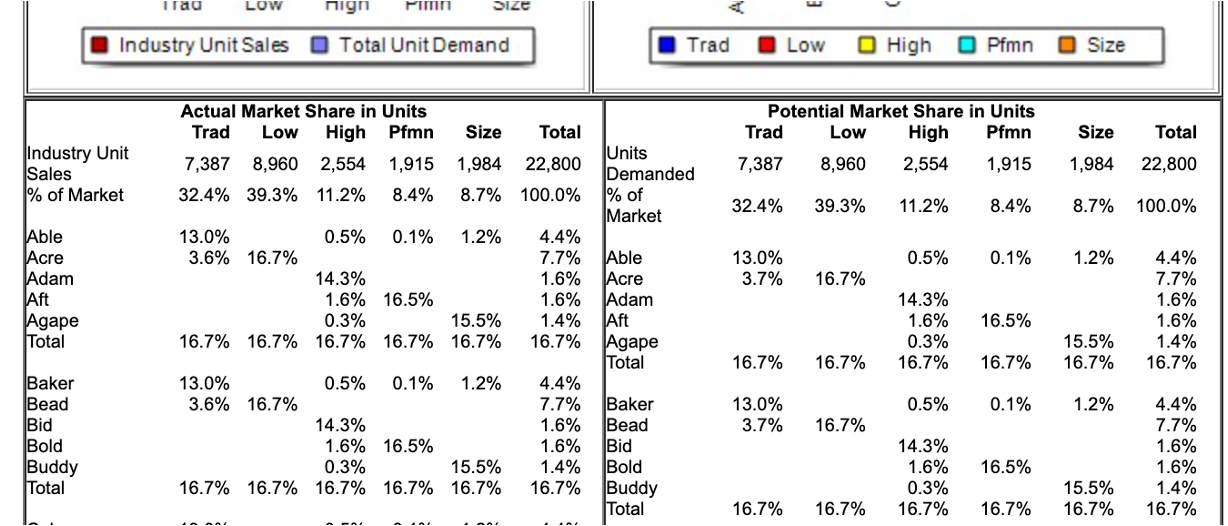 Trad Low High Pfmn Size
Industry Unit Sales Total Unit Demand
Trad Low High Pfmn Size
Actual Market Share in Units
Trad Low High Pfmn Size Total
Industry Unit
Sales 7,387 8,960 2,554 1,915 1,984 22,800
% of Market 32.4% 39.3% 11.2% 8.4% 8.7% 100.0%
Able 13.0% 0.5% 0.1% 1.2% 4.4%
Acre 3.6% 16.7% 7.7%
Adam 14.3% 1.6%
Aft 1.6% 16.5% 1.6%
Agape 0.3% 15.5% 1.4%
Total 16.7% 16.7% 16.7% 16.7% 16.7% 16.7%
Baker 13.0% 0.5% 0.1% 1.2% 4.4%
Bead 3.6% 16.7% 7.7%
Bid 14.3% 1.6%
Bold 1.6% 16.5% 1.6%
Buddy 0.3% 15.5% 1.4%
Total 16.7% 16.7% 16.7% 16.7% 16.7% 16.7%
Potential Market Share in Units
Trad Low High Pfmn Size Total
Units
Demanded 7,387 8,960 2,554 1,915 1,984 22,800
% of
Market 32.4% 39.3% 11.2% 8.4% 8.7% 100.0%
Able 13.0% 0.5% 0.1% 1.2% 4.4%
Acre 3.7% 16.7% 7.7%
Adam 14.3% 1.6%
Aft 1.6% 16.5% 1.6%
Agape 0.3% 15.5% 1.4%
Total 16.7% 16.7% 16.7% 16.7% 16.7% 16.7%
Baker 13.0% 0.5% 0.1% 1.2% 4.4%
Bead 3.7% 16.7% 7.7%
Bid 14.3% 1.6%
Bold 1.6% 16.5% 1.6%
Buddy 0.3% 15.5% 1.4%
Total 16.7% 16.7% 16.7% 16.7% 16.7% 16.7%